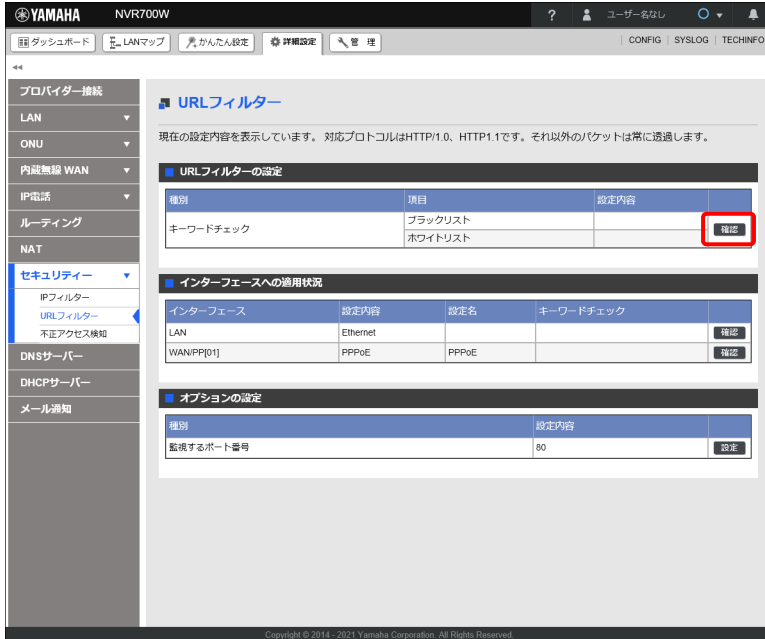 YAMAHA NVR700W ? ユーザー名なし
ダッシュボード LANマップ かんたん設定 詳細設定 管 理 CONFIG SYSLOG TECHINFO
プロバイダー接続
LAN
ONU
内蔵無線 WAN
IP電話
ルーティング
NAT
セキュリティー
IPフィルター
URLフィルター
不正アクセス検知
DNSサーバー
DHCPサーバー
メール通知
URLフィルター
現在の設定内容を表示しています。 対応プロトコルはHTTP/1.0、HTTP1.1です。それ以外のパケットは常に透過します。
URLフィルターの設定
種別 項目 設定内容
キーワードチェック ブラックリスト 確認
ホワイトリスト
インターフェースへの適用状況
インターフェース 設定内容 設定名 キーワードチェック
LAN Ethernet 確認
WAN/PP[01] PPPoE PPPoE 確認
オプションの設定
種別 設定内容
監視するポート番号 80 設定
Copyright © 2014 - 2021 Yamaha Corporation. All Rights Reserved.